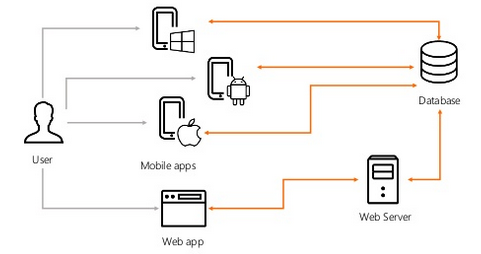 Database
User
Mobile apps
Web Server
Web app